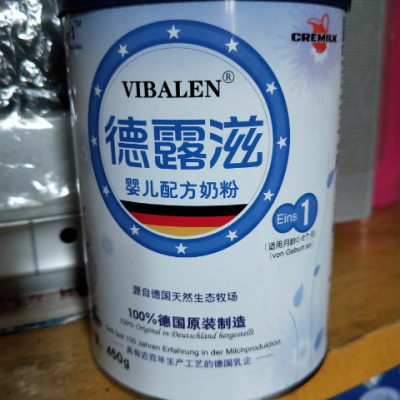 CREMILK
VIBALEN®
德露滋
婴儿配方奶粉
Eins 1
(适用月龄0-6个月)
(von Geburt an)
源自德国天然生态牧场
100%德国原装制造
100% Original in Deutschland hergestellt
Seit fast 100 Jahren Erfahrung in der Milchproduktion
具有近百年生产工艺的德国乳企
450g